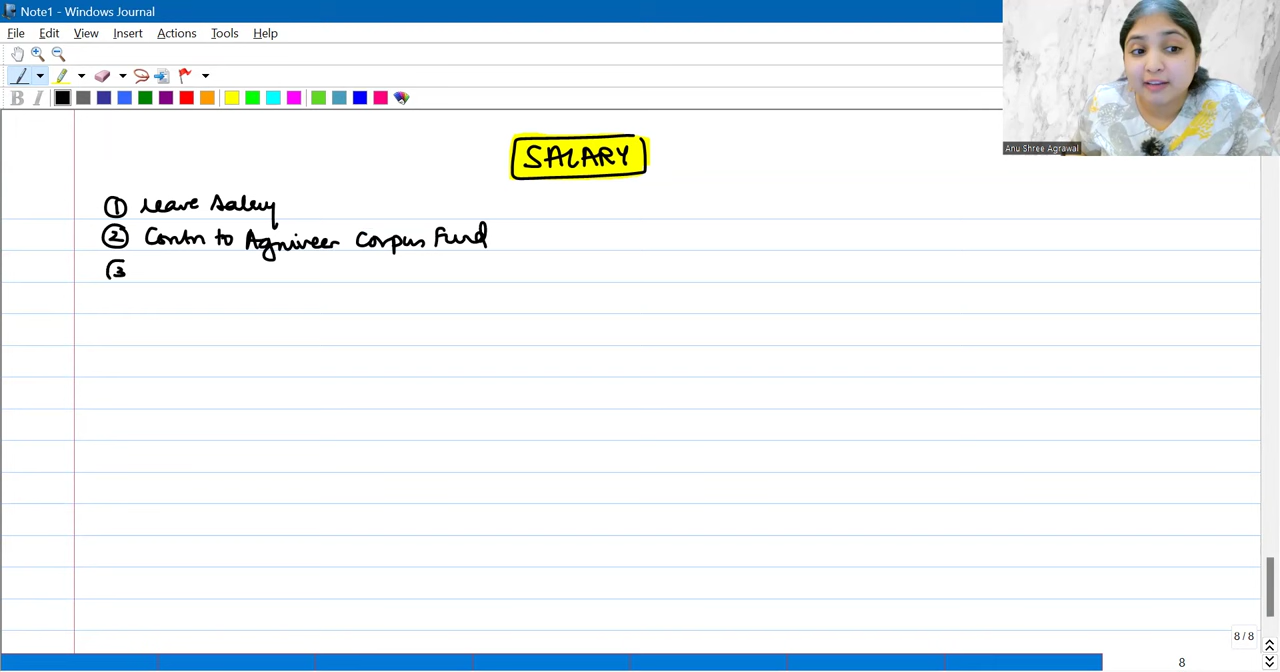 Note1 - Windows Journal
File Edit View Insert Actions Tools Help
B I
Anu Shree Agrawal
SALARY
① Leave Salary
② Contn to Agniveer Corpus Fund
(3
8 / 8
8